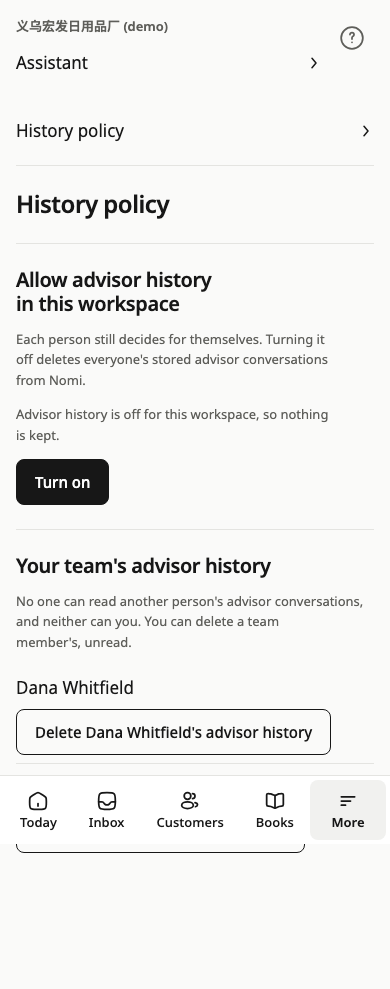 义乌宏发日用品厂 (demo)
Assistant
History policy
History policy
Allow advisor history
in this workspace
Each person still decides for themselves. Turning it
off deletes everyone's stored advisor conversations
from Nomi.
Advisor history is off for this workspace, so nothing
is kept.
Turn on
Your team's advisor history
No one can read another person's advisor conversations,
and neither can you. You can delete a team
member's, unread.
Dana Whitfield
Delete Dana Whitfield's advisor history
Today
Inbox
Customers
Books
More